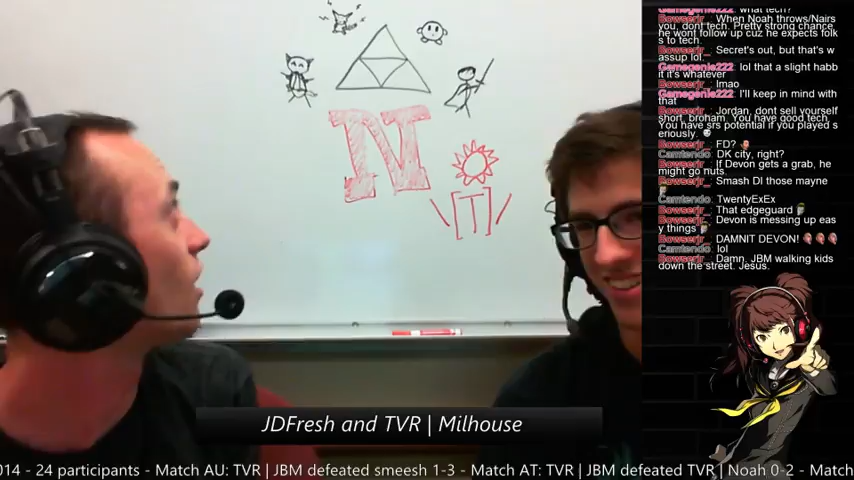 Gamegenie222: what tech?
Bowserjr_: When Noah throws/Nairs
you, dont tech. Pretty strong chance
he wont follow up cuz he expects folk
s to tech.
Bowserjr_: Secret's out, but that's w
assup lol.
Gamegenie222: lol that a slight habb
it it's whatever
Bowserjr_: lmao
Gamegenie222: I'll keep in mind with
that
Bowserjr_: Jordan, dont sell yourself
short, broham. You have good tech.
You have srs potential if you played s
eriously.
Bowserjr_: FD?
Camtendo: DK city, right?
Bowserjr_: If Devon gets a grab, he
might go nuts.
Bowserjr_: Smash DI those mayne
Camtendo: TwentyExEx
Bowserjr_: That edgeguard
Bowserjr_: Devon is messing up eas
y things
Bowserjr_: DAMNIT DEVON!
Camtendo: lol
Bowserjr_: Damn, JBM walking kids
down the street. Jesus.
N
\[T]/
JDFresh and TVR | Milhouse
014 - 24 participants - Match AU: TVR | JBM defeated smeesh 1-3 - Match AT: TVR | JBM defeated TVR | Noah 0-2 - Match